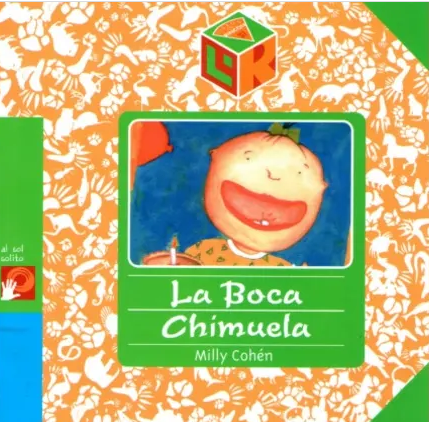 al sol
solito
La Boca
Chimuela
Milly Cohén